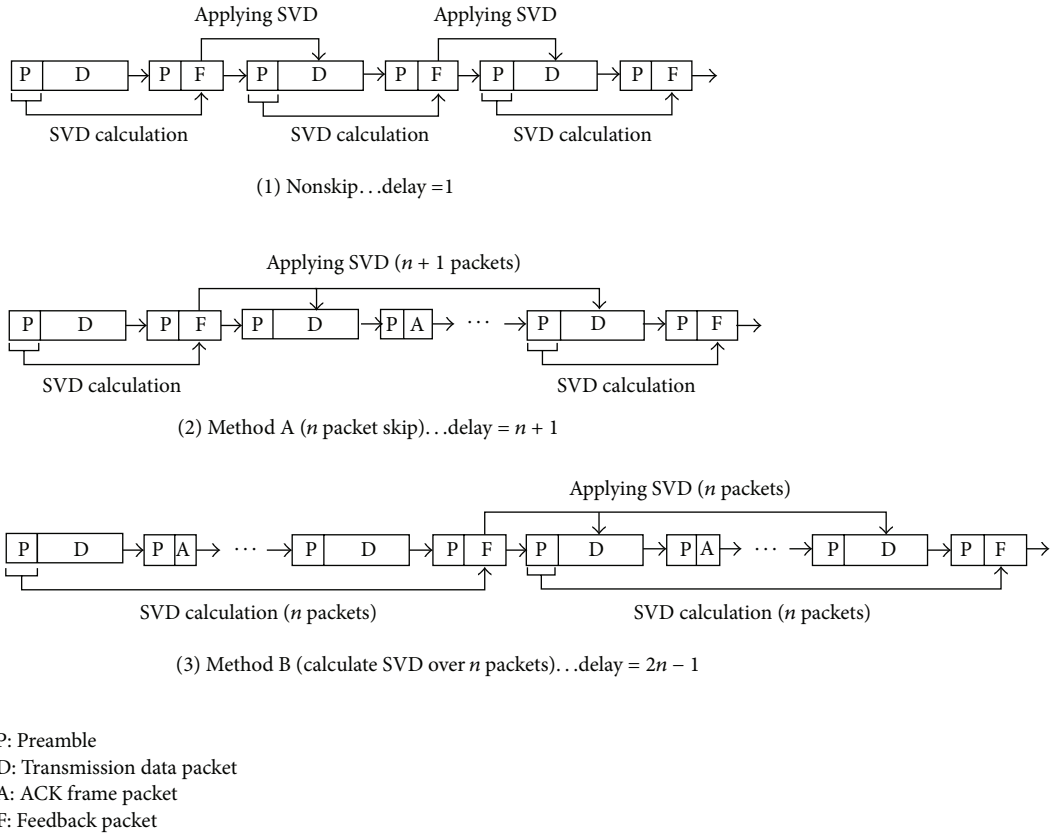 Applying SVD Applying SVD
P D P F P D P F P D P F
SVD calculation SVD calculation SVD calculation
(1) Nonskip. . .delay =1
Applying SVD (n + 1 packets)
P D P F P D P A ··· P D P F
SVD calculation SVD calculation
(2) Method A (n packet skip). . .delay = n + 1
Applying SVD (n packets)
P D P A ··· P D P F P D P A ··· P D P F
SVD calculation (n packets) SVD calculation (n packets)
(3) Method B (calculate SVD over n packets). . .delay = 2n − 1
P: Preamble
D: Transmission data packet
A: ACK frame packet
F: Feedback packet